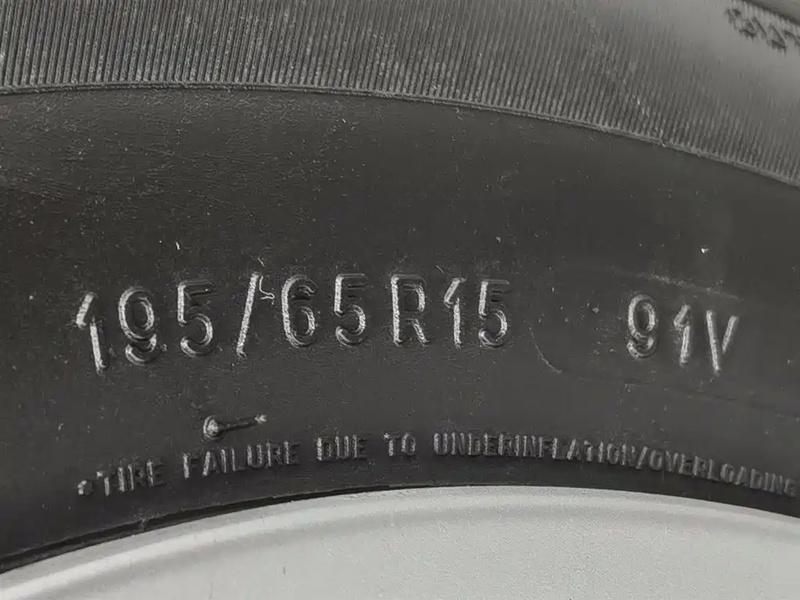 195/65R15 91V
•TIRE FAILURE DUE TO UNDERINFLATION/OVERLOADING